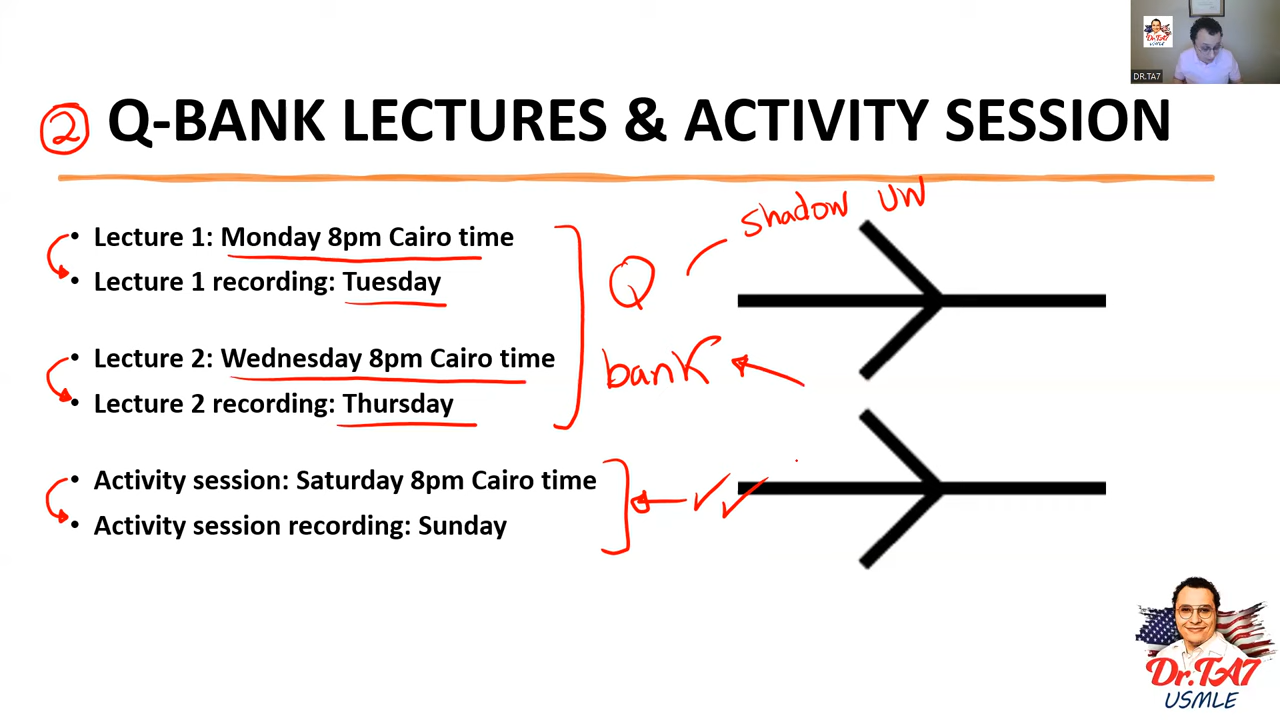 DR.TA7
② Q-BANK LECTURES & ACTIVITY SESSION
shadow UW
• Lecture 1: Monday 8pm Cairo time
• Lecture 1 recording: Tuesday
Q
• Lecture 2: Wednesday 8pm Cairo time
bank
• Lecture 2 recording: Thursday
• Activity session: Saturday 8pm Cairo time
• Activity session recording: Sunday
Dr.TA7
USMLE